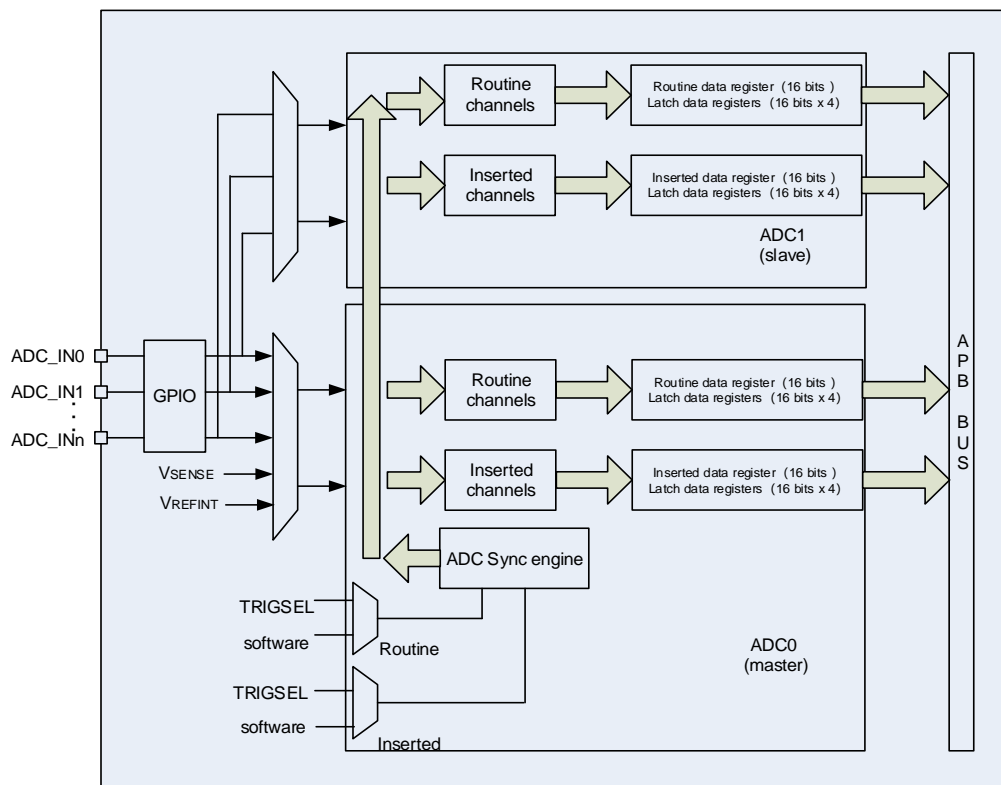 Routine
channels
Routine data register (16 bits )
Latch data registers (16 bits x 4)
Inserted
channels
Inserted data register (16 bits )
Latch data registers (16 bits x 4)
ADC1
(slave)
ADC_IN0
ADC_IN1
ADC_INn
GPIO
VSENSE
VREFINT
Routine
channels
Routine data register (16 bits )
Latch data registers (16 bits x 4)
Inserted
channels
Inserted data register (16 bits )
Latch data registers (16 bits x 4)
ADC Sync engine
TRIGSEL
software
Routine
TRIGSEL
software
Inserted
ADC0
(master)
APB BUS